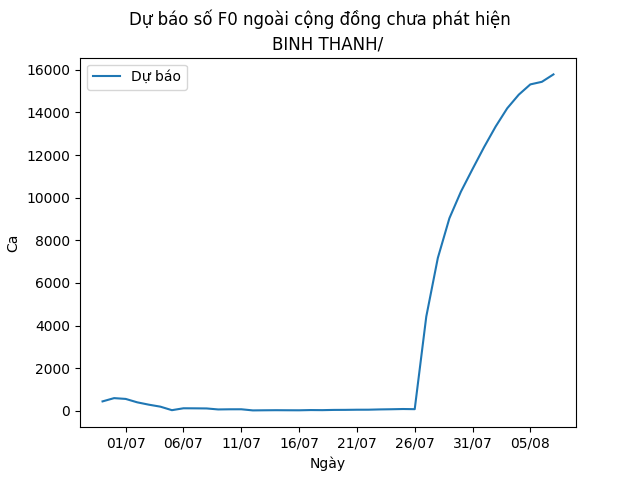 Dự báo số F0 ngoài cộng đồng chưa phát hiện
BINH THANH/
Dự báo
16000
14000
12000
10000
8000
6000
4000
2000
0
Ca
01/07 06/07 11/07 16/07 21/07 26/07 31/07 05/08
Ngày